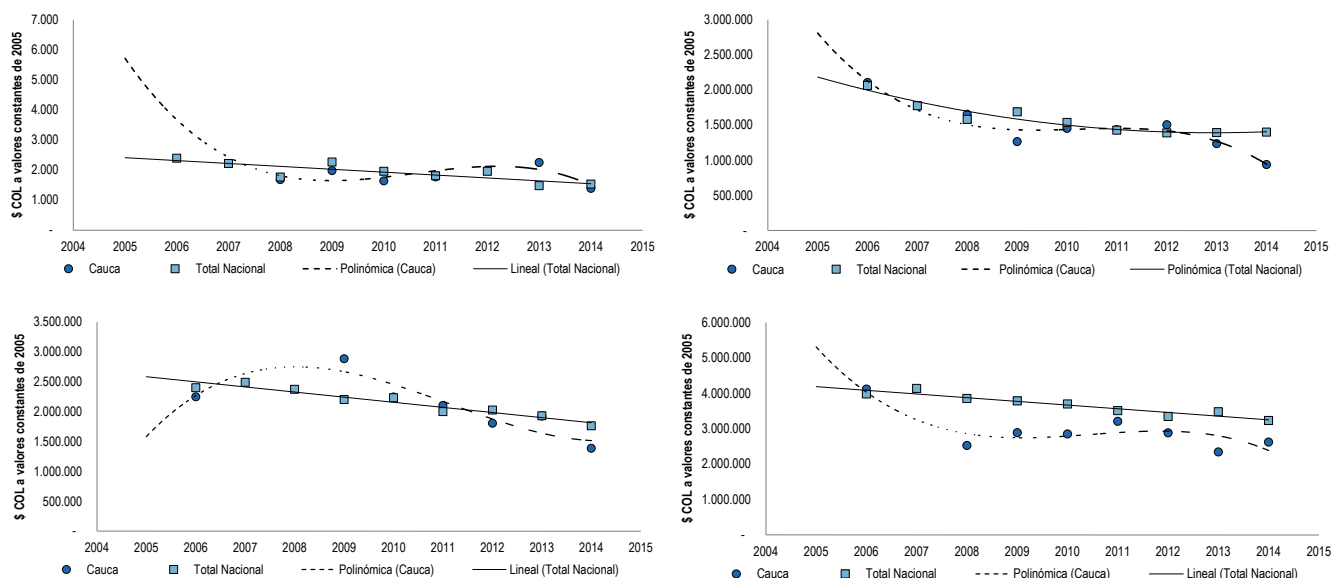 $ COL a valores constantes de 2005
7.000
6.000
5.000
4.000
3.000
2.000
1.000
-
2004 2005 2006 2007 2008 2009 2010 2011 2012 2013 2014 2015
Cauca Total Nacional Polinómica (Cauca) Lineal (Total Nacional)
$ COL a valores constantes de 2005
3.000.000
2.500.000
2.000.000
1.500.000
1.000.000
500.000
-
2004 2005 2006 2007 2008 2009 2010 2011 2012 2013 2014 2015
Cauca Total Nacional Polinómica (Cauca) Polinómica (Total Nacional)
$ COL a valores constantes de 2005
3.500.000
3.000.000
2.500.000
2.000.000
1.500.000
1.000.000
500.000
-
2004 2005 2006 2007 2008 2009 2010 2011 2012 2013 2014 2015
Cauca Total Nacional Polinómica (Cauca) Lineal (Total Nacional)
$ COL a valores constantes de 2005
6.000.000
5.000.000
4.000.000
3.000.000
2.000.000
1.000.000
-
2004 2005 2006 2007 2008 2009 2010 2011 2012 2013 2014 2015
Cauca Total Nacional Polinómica (Cauca) Lineal (Total Nacional)